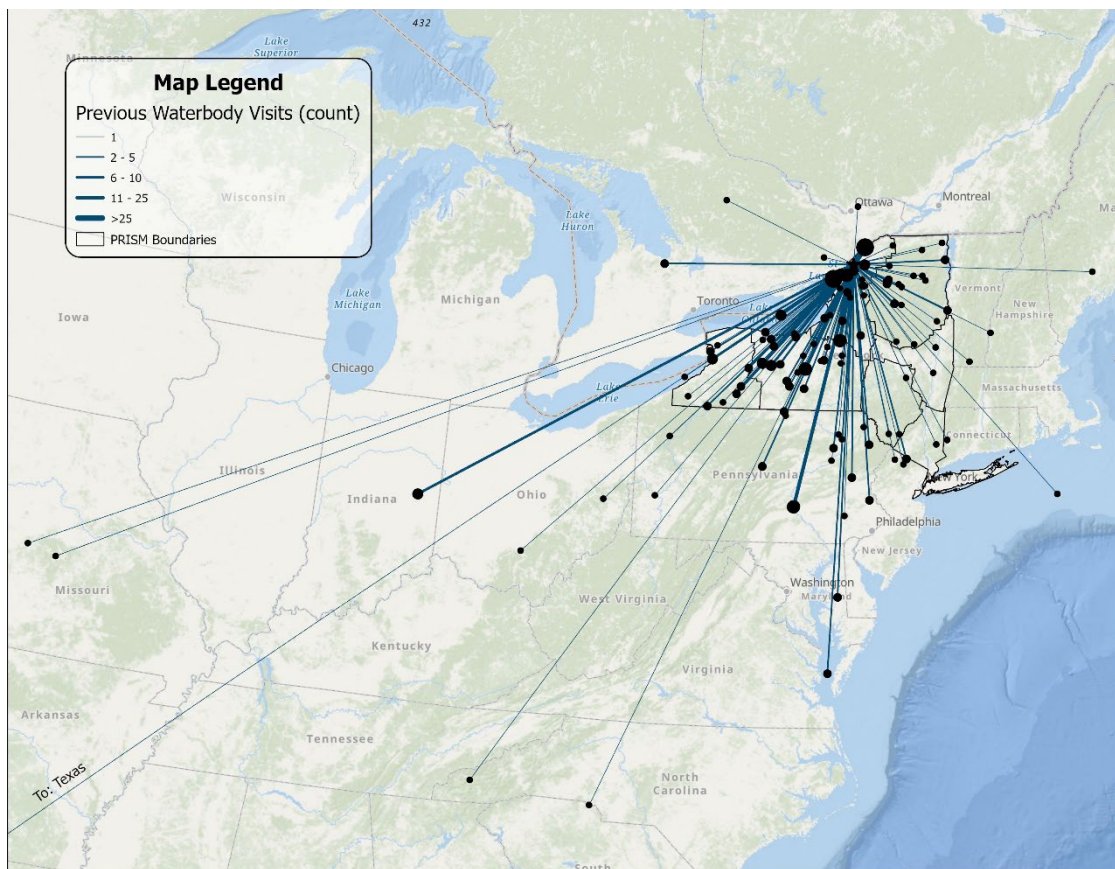 432
Minnesota
Lake
Superior
Map Legend
Previous Waterbody Visits (count)
1
2 - 5
6 - 10
11 - 25
>25
PRISM Boundaries
Wisconsin
Ottawa
Montreal
Lake
Huron
Lake
Michigan
Michigan
Toronto
Vermont
New
Hampshire
Iowa
Chicago
Lake
Erie
Massachusetts
Connecticut
Illinois
Indiana
Ohio
Pennsylvania
New York
Philadelphia
New Jersey
Missouri
Washington
Maryland
West Virginia
Kentucky
Virginia
Arkansas
Tennessee
To: Texas
North
Carolina
South